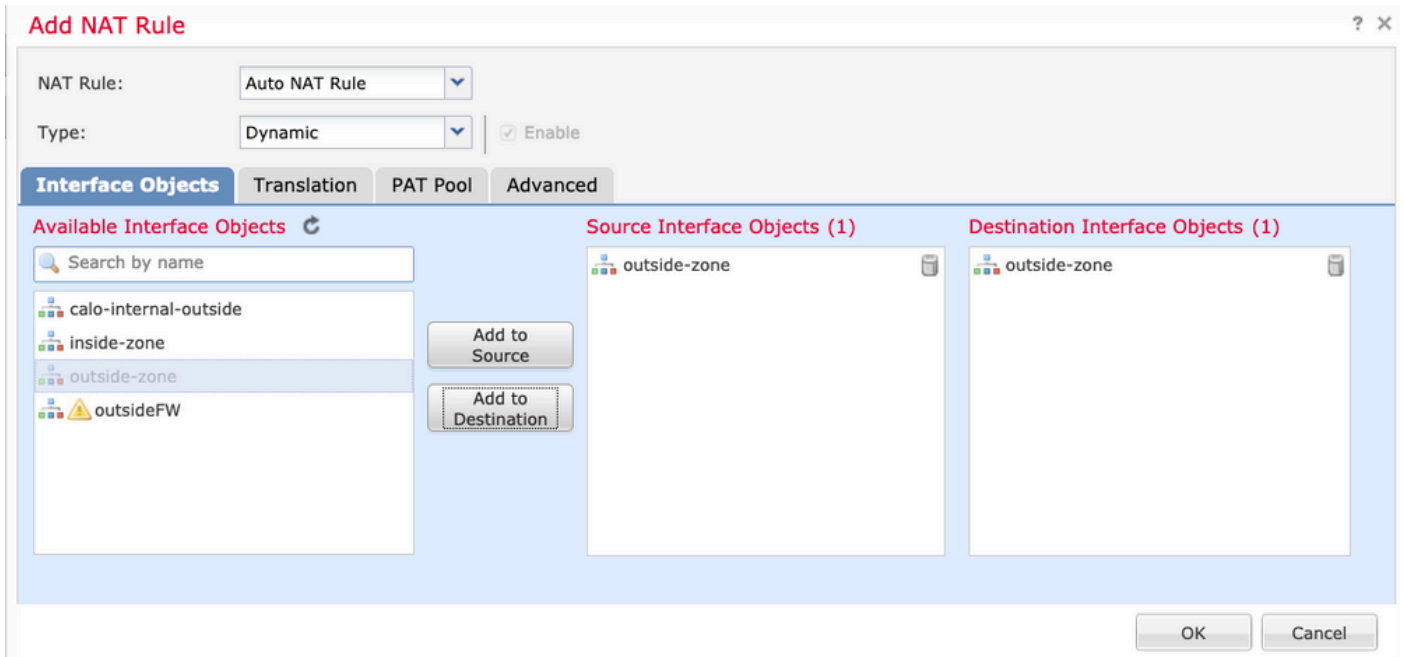 Add NAT Rule
? ×
NAT Rule:
Auto NAT Rule
Type:
Dynamic
Enable
Interface Objects
Translation
PAT Pool
Advanced
Available Interface Objects
Search by name
calo-internal-outside
inside-zone
outside-zone
outsideFW
Add to
Source
Add to
Destination
Source Interface Objects (1)
outside-zone
Destination Interface Objects (1)
outside-zone
OK
Cancel